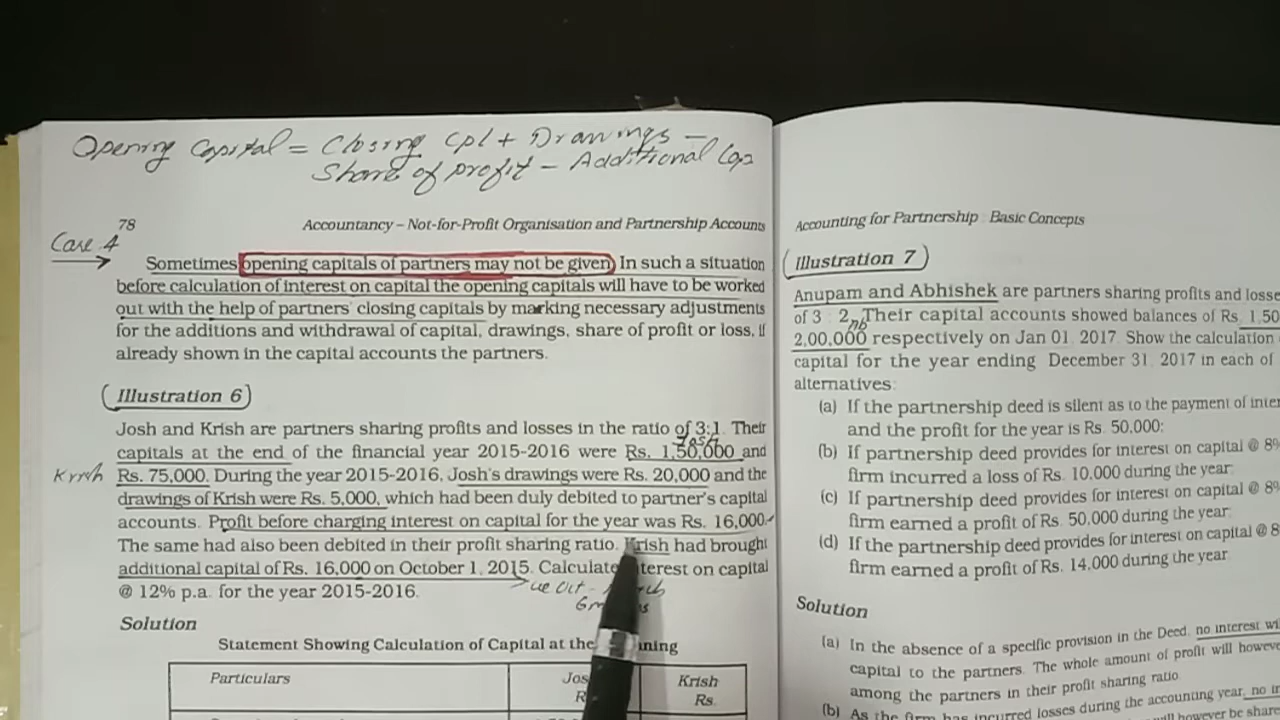 Opening Capital = Closing Cpl + Drawings -
Share of profit - Additional Cap
78
Accountancy – Not-for-Profit Organisation and Partnership Accounts
Case 4
Sometimes opening capitals of partners may not be given. In such a situation
before calculation of interest on capital the opening capitals will have to be worked
out with the help of partners' closing capitals by marking necessary adjustments
for the additions and withdrawal of capital, drawings, share of profit or loss, if
already shown in the capital accounts the partners.
Illustration 6
Josh and Krish are partners sharing profits and losses in the ratio of 3:1. Their
Josh
capitals at the end of the financial year 2015-2016 were Rs. 1,50,000 and
Krish
Rs. 75,000. During the year 2015-2016, Josh's drawings were Rs. 20,000 and the
drawings of Krish were Rs. 5,000, which had been duly debited to partner's capital
accounts. Profit before charging interest on capital for the year was Rs. 16,000.
The same had also been debited in their profit sharing ratio. Krish had brought
additional capital of Rs. 16,000 on October 1, 2015. Calculate interest on capital
@ 12% p.a. for the year 2015-2016.
Solution
Statement Showing Calculation of Capital at the
Particulars
Krish
Rs.
Accounting for Partnership : Basic Concepts
Illustration 7
Anupam and Abhishek are partners sharing profits and losse
of 3 : 2. Their capital accounts showed balances of Rs. 1,50
2,00,000 respectively on Jan 01, 2017. Show the calculation
capital for the year ending December 31, 2017 in each of
alternatives:
(a) If the partnership deed is silent as to the payment of inter
and the profit for the year is Rs. 50,000;
(b) If partnership deed provides for interest on capital @ 8%
firm incurred a loss of Rs. 10,000 during the year;
(c) If partnership deed provides for interest on capital @ 8%
firm earned a profit of Rs. 50,000 during the year;
(d) If the partnership deed provides for interest on capital @ 8
firm earned a profit of Rs. 14,000 during the year
Solution
(a) In the absence of a specific provision in the Deed, no interest wi
capital to the partners. The whole amount of profit will howeve
among the partners in their profit sharing ratio.
(b) As the firm has incurred losses during the accounting year, no in
will however be share